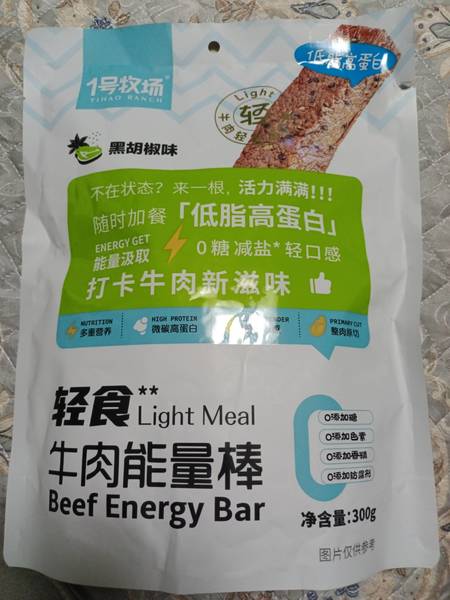 1号牧场®
YIHAO RANCH
低脂高蛋白
Light
轻
牛肉轻
黑胡椒味
不在状态?来一根,活力满满!!!
随时加餐「低脂高蛋白」
ENERGY GET
能量汲取
0糖减盐*轻口感
打卡牛肉新滋味
NUTRITION
多重营养
HIGH PROTEIN
微碳高蛋白
PRIMARY CUT
整肉原切
轻食** Light Meal
牛肉能量棒
Beef Energy Bar
0添加糖
0添加色素
0添加香精
0添加防腐剂
净含量:300g
图片仅供参考